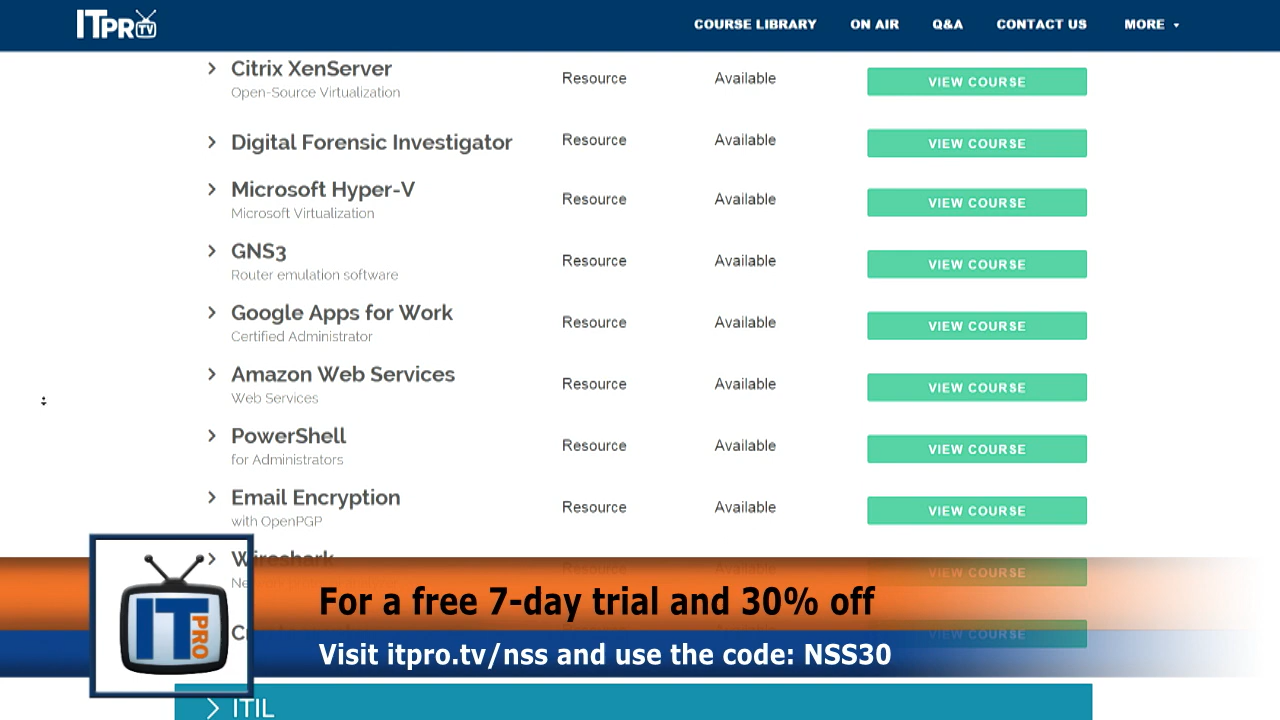 ITPRO TV
COURSE LIBRARY ON AIR Q&A CONTACT US MORE
Citrix XenServer Resource Available VIEW COURSE
Open-Source Virtualization
Digital Forensic Investigator Resource Available VIEW COURSE
Microsoft Hyper-V Resource Available VIEW COURSE
Microsoft Virtualization
GNS3 Resource Available VIEW COURSE
Router emulation software
Google Apps for Work Resource Available VIEW COURSE
Certified Administrator
Amazon Web Services Resource Available VIEW COURSE
Web Services
PowerShell Resource Available VIEW COURSE
for Administrators
Email Encryption Resource Available VIEW COURSE
with OpenPGP
Wireshark Resource Available VIEW COURSE
IT PRO
For a free 7-day trial and 30% off
VIEW COURSE
Visit itpro.tv/nss and use the code: NSS30
ITIL